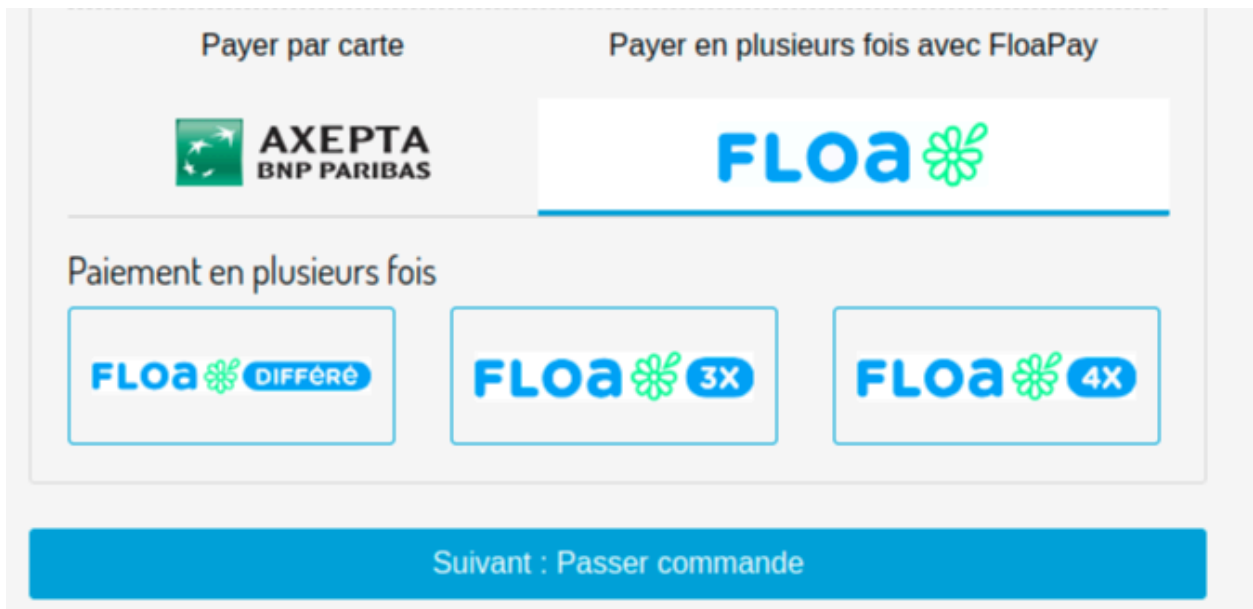 Payer par carte
Payer en plusieurs fois avec FloaPay
AXEPTA
BNP PARIBAS
FLOa
Paiement en plusieurs fois
FLOa DIFFéRé
FLOa 3X
FLOa 4X
Suivant : Passer commande